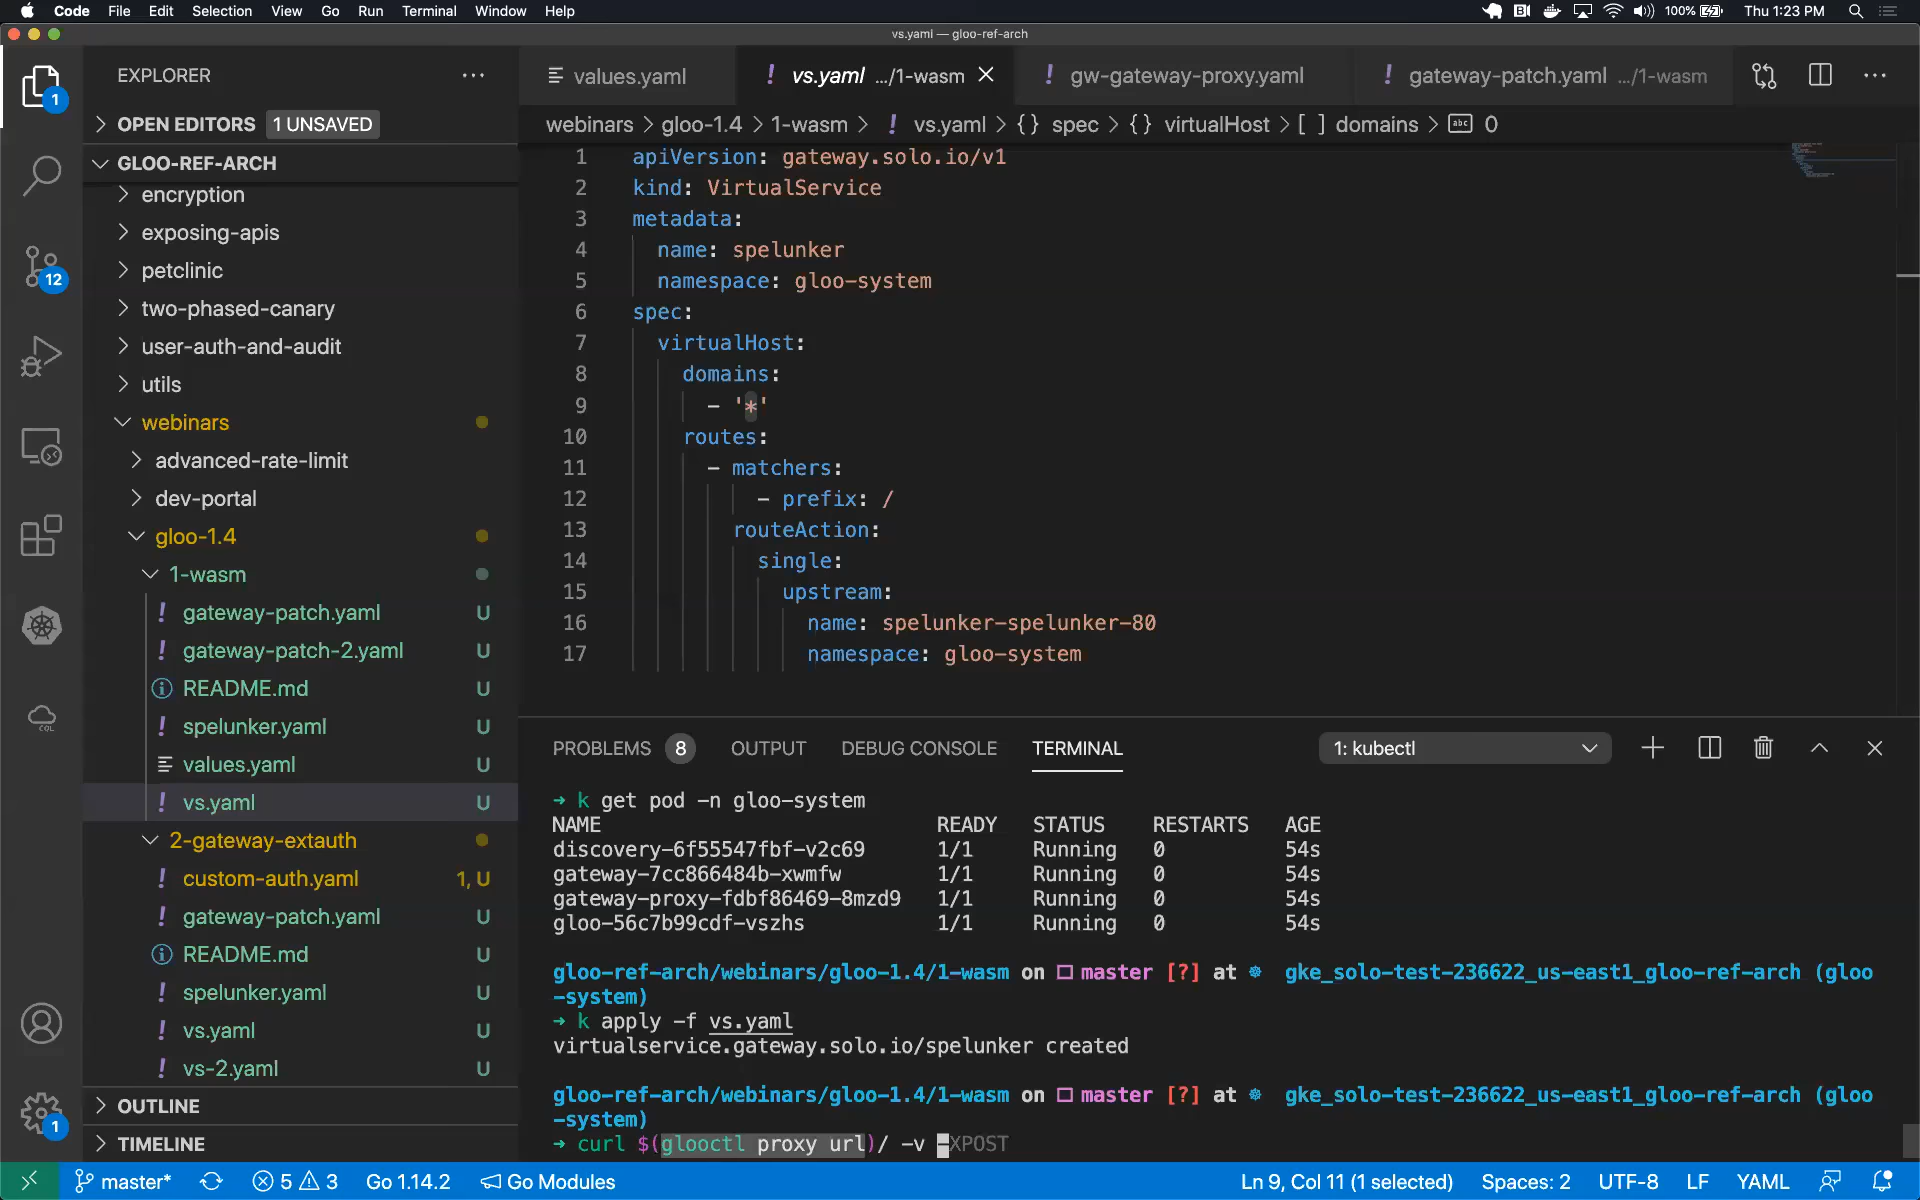 Code File Edit Selection View Go Run Terminal Window Help 100% Thu 1:23 PM
vs.yaml — gloo-ref-arch
EXPLORER
values.yaml
! vs.yaml .../1-wasm
! gw-gateway-proxy.yaml
! gateway-patch.yaml .../1-wasm
1
OPEN EDITORS 1 UNSAVED
webinars > gloo-1.4 > 1-wasm > ! vs.yaml > {} spec > {} virtualHost > [ ] domains > abc 0
GLOO-REF-ARCH
encryption
exposing-apis
petclinic
two-phased-canary
user-auth-and-audit
utils
webinars
advanced-rate-limit
dev-portal
gloo-1.4
1-wasm
! gateway-patch.yaml U
! gateway-patch-2.yaml U
README.md U
! spelunker.yaml U
values.yaml U
! vs.yaml U
2-gateway-extauth
! custom-auth.yaml 1, U
! gateway-patch.yaml U
README.md U
! spelunker.yaml U
! vs.yaml U
! vs-2.yaml U
OUTLINE
TIMELINE
12
CQL
1
1 apiVersion: gateway.solo.io/v1
2 kind: VirtualService
3 metadata:
4 name: spelunker
5 namespace: gloo-system
6 spec:
7 virtualHost:
8 domains:
9 - '*'
10 routes:
11 - matchers:
12 - prefix: /
13 routeAction:
14 single:
15 upstream:
16 name: spelunker-spelunker-80
17 namespace: gloo-system
PROBLEMS 8 OUTPUT DEBUG CONSOLE TERMINAL 1: kubectl
→ k get pod -n gloo-system
NAME READY STATUS RESTARTS AGE
discovery-6f55547fbf-v2c69 1/1 Running 0 54s
gateway-7cc866484b-xwmfw 1/1 Running 0 54s
gateway-proxy-fdbf86469-8mzd9 1/1 Running 0 54s
gloo-56c7b99cdf-vszhs 1/1 Running 0 54s
gloo-ref-arch/webinars/gloo-1.4/1-wasm on master [?] at gke_solo-test-236622_us-east1_gloo-ref-arch (gloo
-system)
→ k apply -f vs.yaml
virtualservice.gateway.solo.io/spelunker created
gloo-ref-arch/webinars/gloo-1.4/1-wasm on master [?] at gke_solo-test-236622_us-east1_gloo-ref-arch (gloo
-system)
→ curl $(glooctl proxy url)/ -v -XPOST
master* 5 3 Go 1.14.2 Go Modules Ln 9, Col 11 (1 selected) Spaces: 2 UTF-8 LF YAML